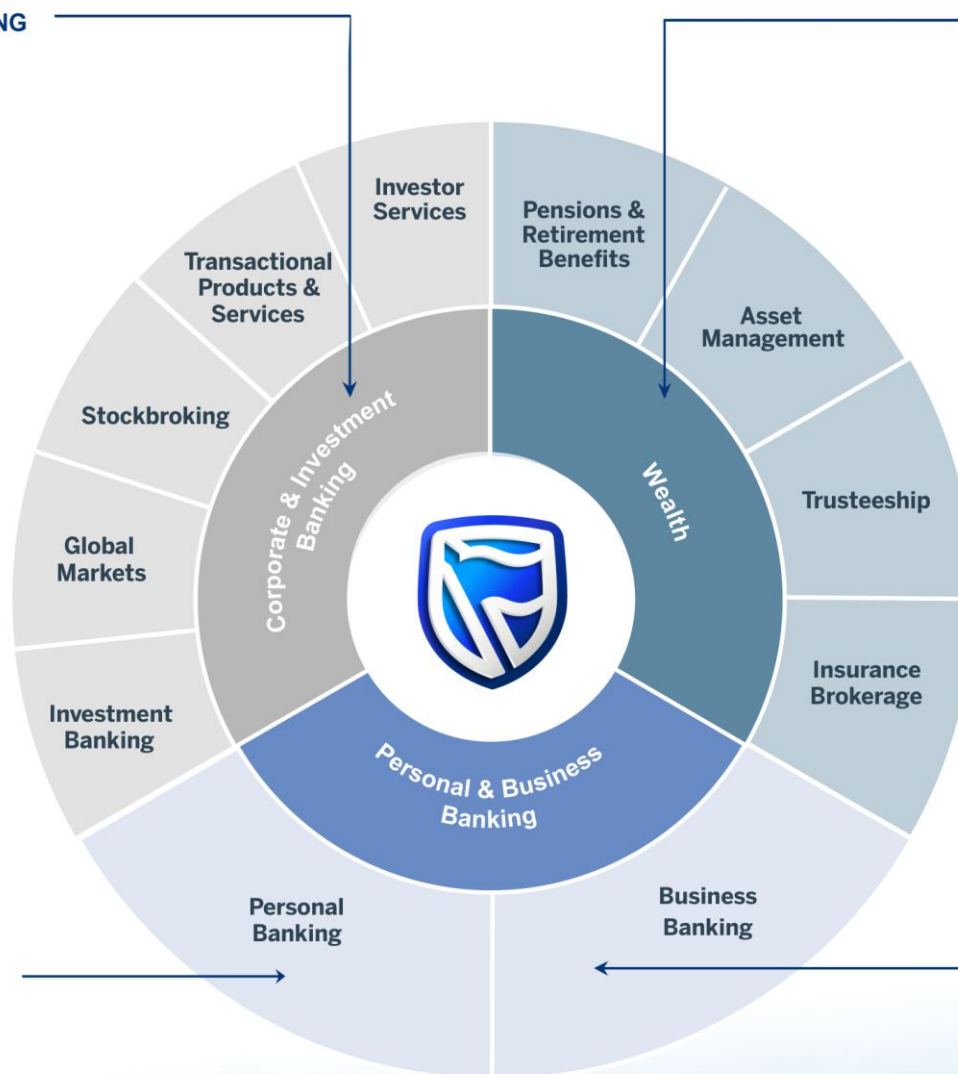 NG
Investor
Services
Pensions &
Retirement
Benefits
Transactional
Products &
Services
Asset
Management
Stockbroking
Corporate & Investment
Banking
Wealth
Trusteeship
Global
Markets
Insurance
Brokerage
Investment
Banking
Personal & Business
Banking
Personal
Banking
Business
Banking